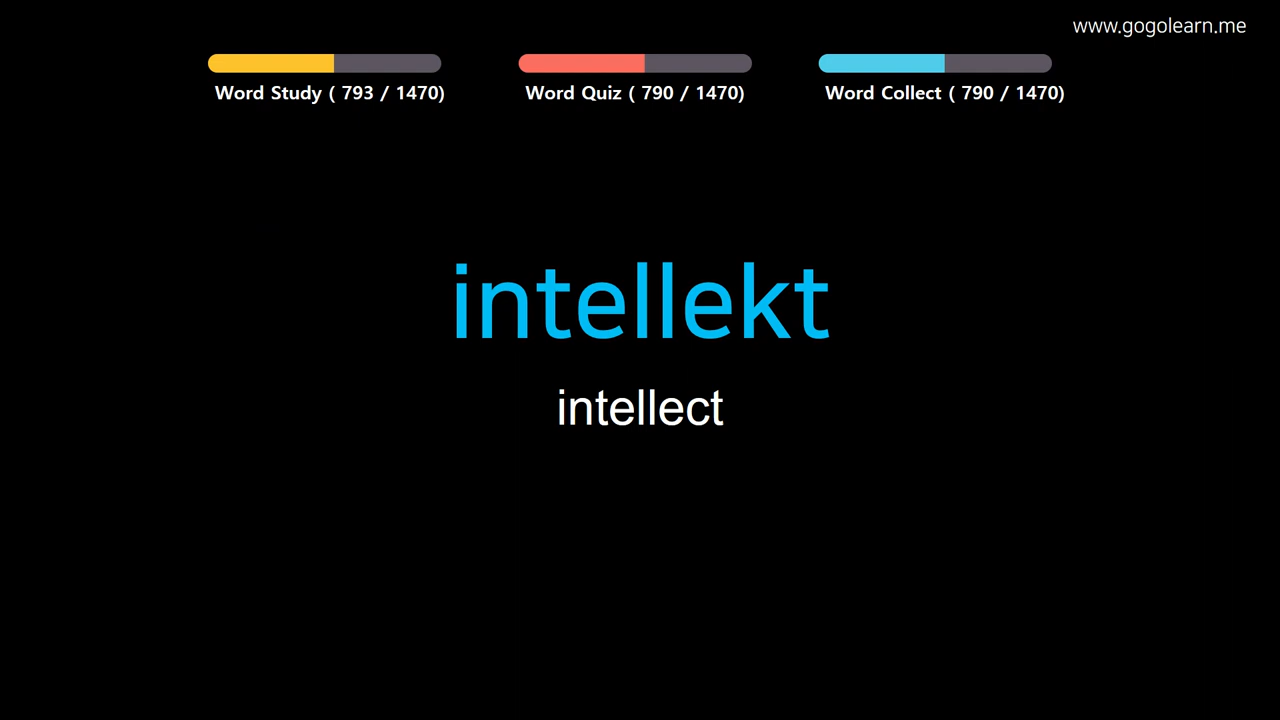 www.gogolearn.me
Word Study ( 793 / 1470)
Word Quiz ( 790 / 1470)
Word Collect ( 790 / 1470)
intellekt
intellect